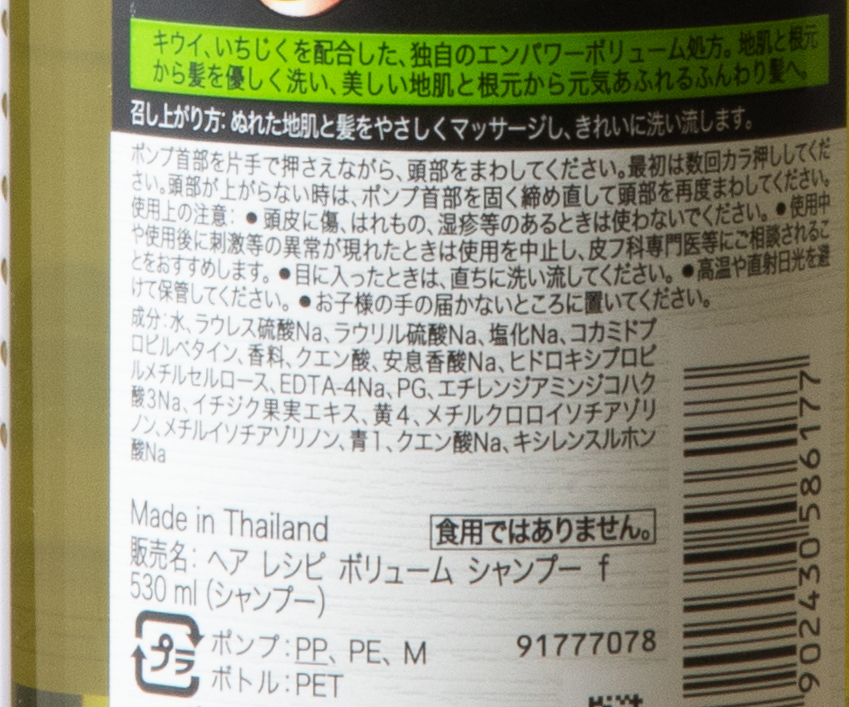 キウイ、いちじくを配合した、独自のエンパワーボリューム処方。地肌と根元
から髪を優しく洗い、美しい地肌と根元から元気あふれるふんわり髪へ。
召し上がり方: ぬれた地肌と髪をやさしくマッサージし、きれいに洗い流します。
ポンプ首部を片手で押さえながら、頭部をまわしてください。最初は数回カラ押ししてくだ
さい。頭部が上がらない時は、ポンプ首部を固く締め直して頭部を再度まわしてください。
使用上の注意: ●頭皮に傷、はれもの、湿疹等のあるときは使わないでください。●使用中
や使用後に刺激等の異常が現れたときは使用を中止し、皮フ科専門医等にご相談されるこ
とをおすすめします。●目に入ったときは、直ちに洗い流してください。●高温や直射日光を避
けて保管してください。●お子様の手の届かないところに置いてください。
成分: 水、ラウレス硫酸Na、ラウリル硫酸Na、塩化Na、コカミドプ
ロピルベタイン、香料、クエン酸、安息香酸Na、ヒドロキシプロピ
ルメチルセルロース、EDTA-4Na、PG、エチレンジアミンジコハク
酸3Na、イチジク果実エキス、黄4、メチルクロロイソチアゾリ
ノン、メチルイソチアゾリノン、青1、クエン酸Na、キシレンスルホン
酸Na
Made in Thailand
食用ではありません。
販売名: ヘア レシピ ボリューム シャンプー f
530 ml (シャンプー)
プラ
ポンプ:PP、PE、M
91777078
ボトル:PET
902430586177